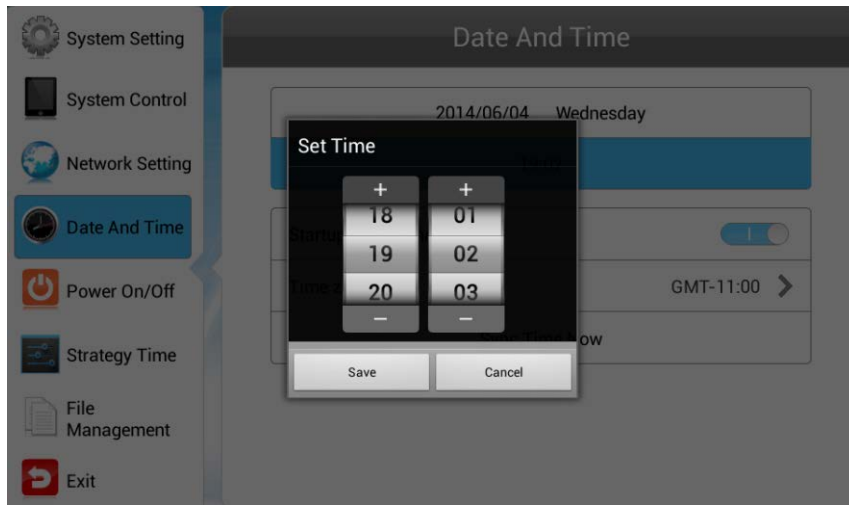 System Setting
System Control
Network Setting
Date And Time
Power On/Off
Strategy Time
File
Management
Exit
Date And Time
2014/06/04 Wednesday
Set Time
+ +
18 01
19 02
20 03
− −
Save Cancel
GMT-11:00